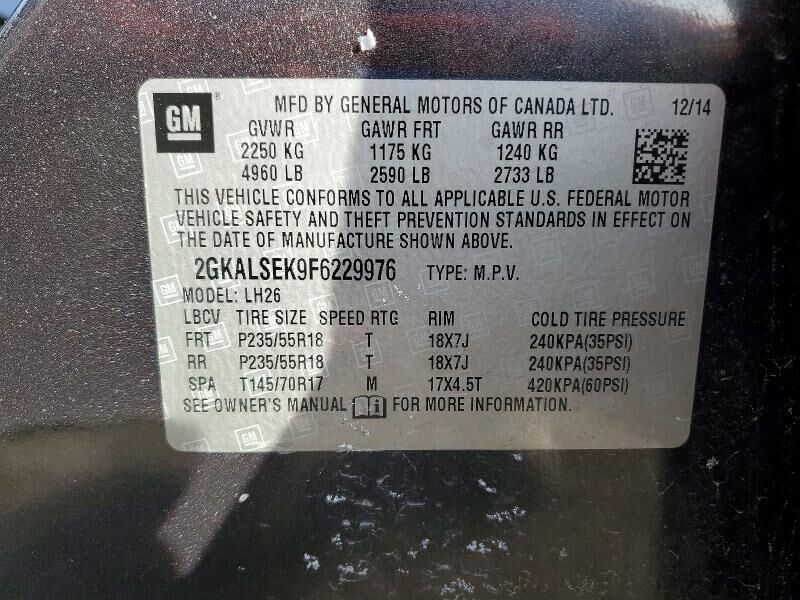 GM® MFD BY GENERAL MOTORS OF CANADA LTD. 12/14
GVWR GAWR FRT GAWR RR
2250 KG 1175 KG 1240 KG
4960 LB 2590 LB 2733 LB
THIS VEHICLE CONFORMS TO ALL APPLICABLE U.S. FEDERAL MOTOR
VEHICLE SAFETY AND THEFT PREVENTION STANDARDS IN EFFECT ON
THE DATE OF MANUFACTURE SHOWN ABOVE.
2GKALSEK9F6229976 TYPE: M.P.V.
MODEL: LH26
LBCV TIRE SIZE SPEED RTG RIM COLD TIRE PRESSURE
FRT P235/55R18 T 18X7J 240KPA(35PSI)
RR P235/55R18 T 18X7J 240KPA(35PSI)
SPA T145/70R17 M 17X4.5T 420KPA(60PSI)
SEE OWNER'S MANUAL FOR MORE INFORMATION.